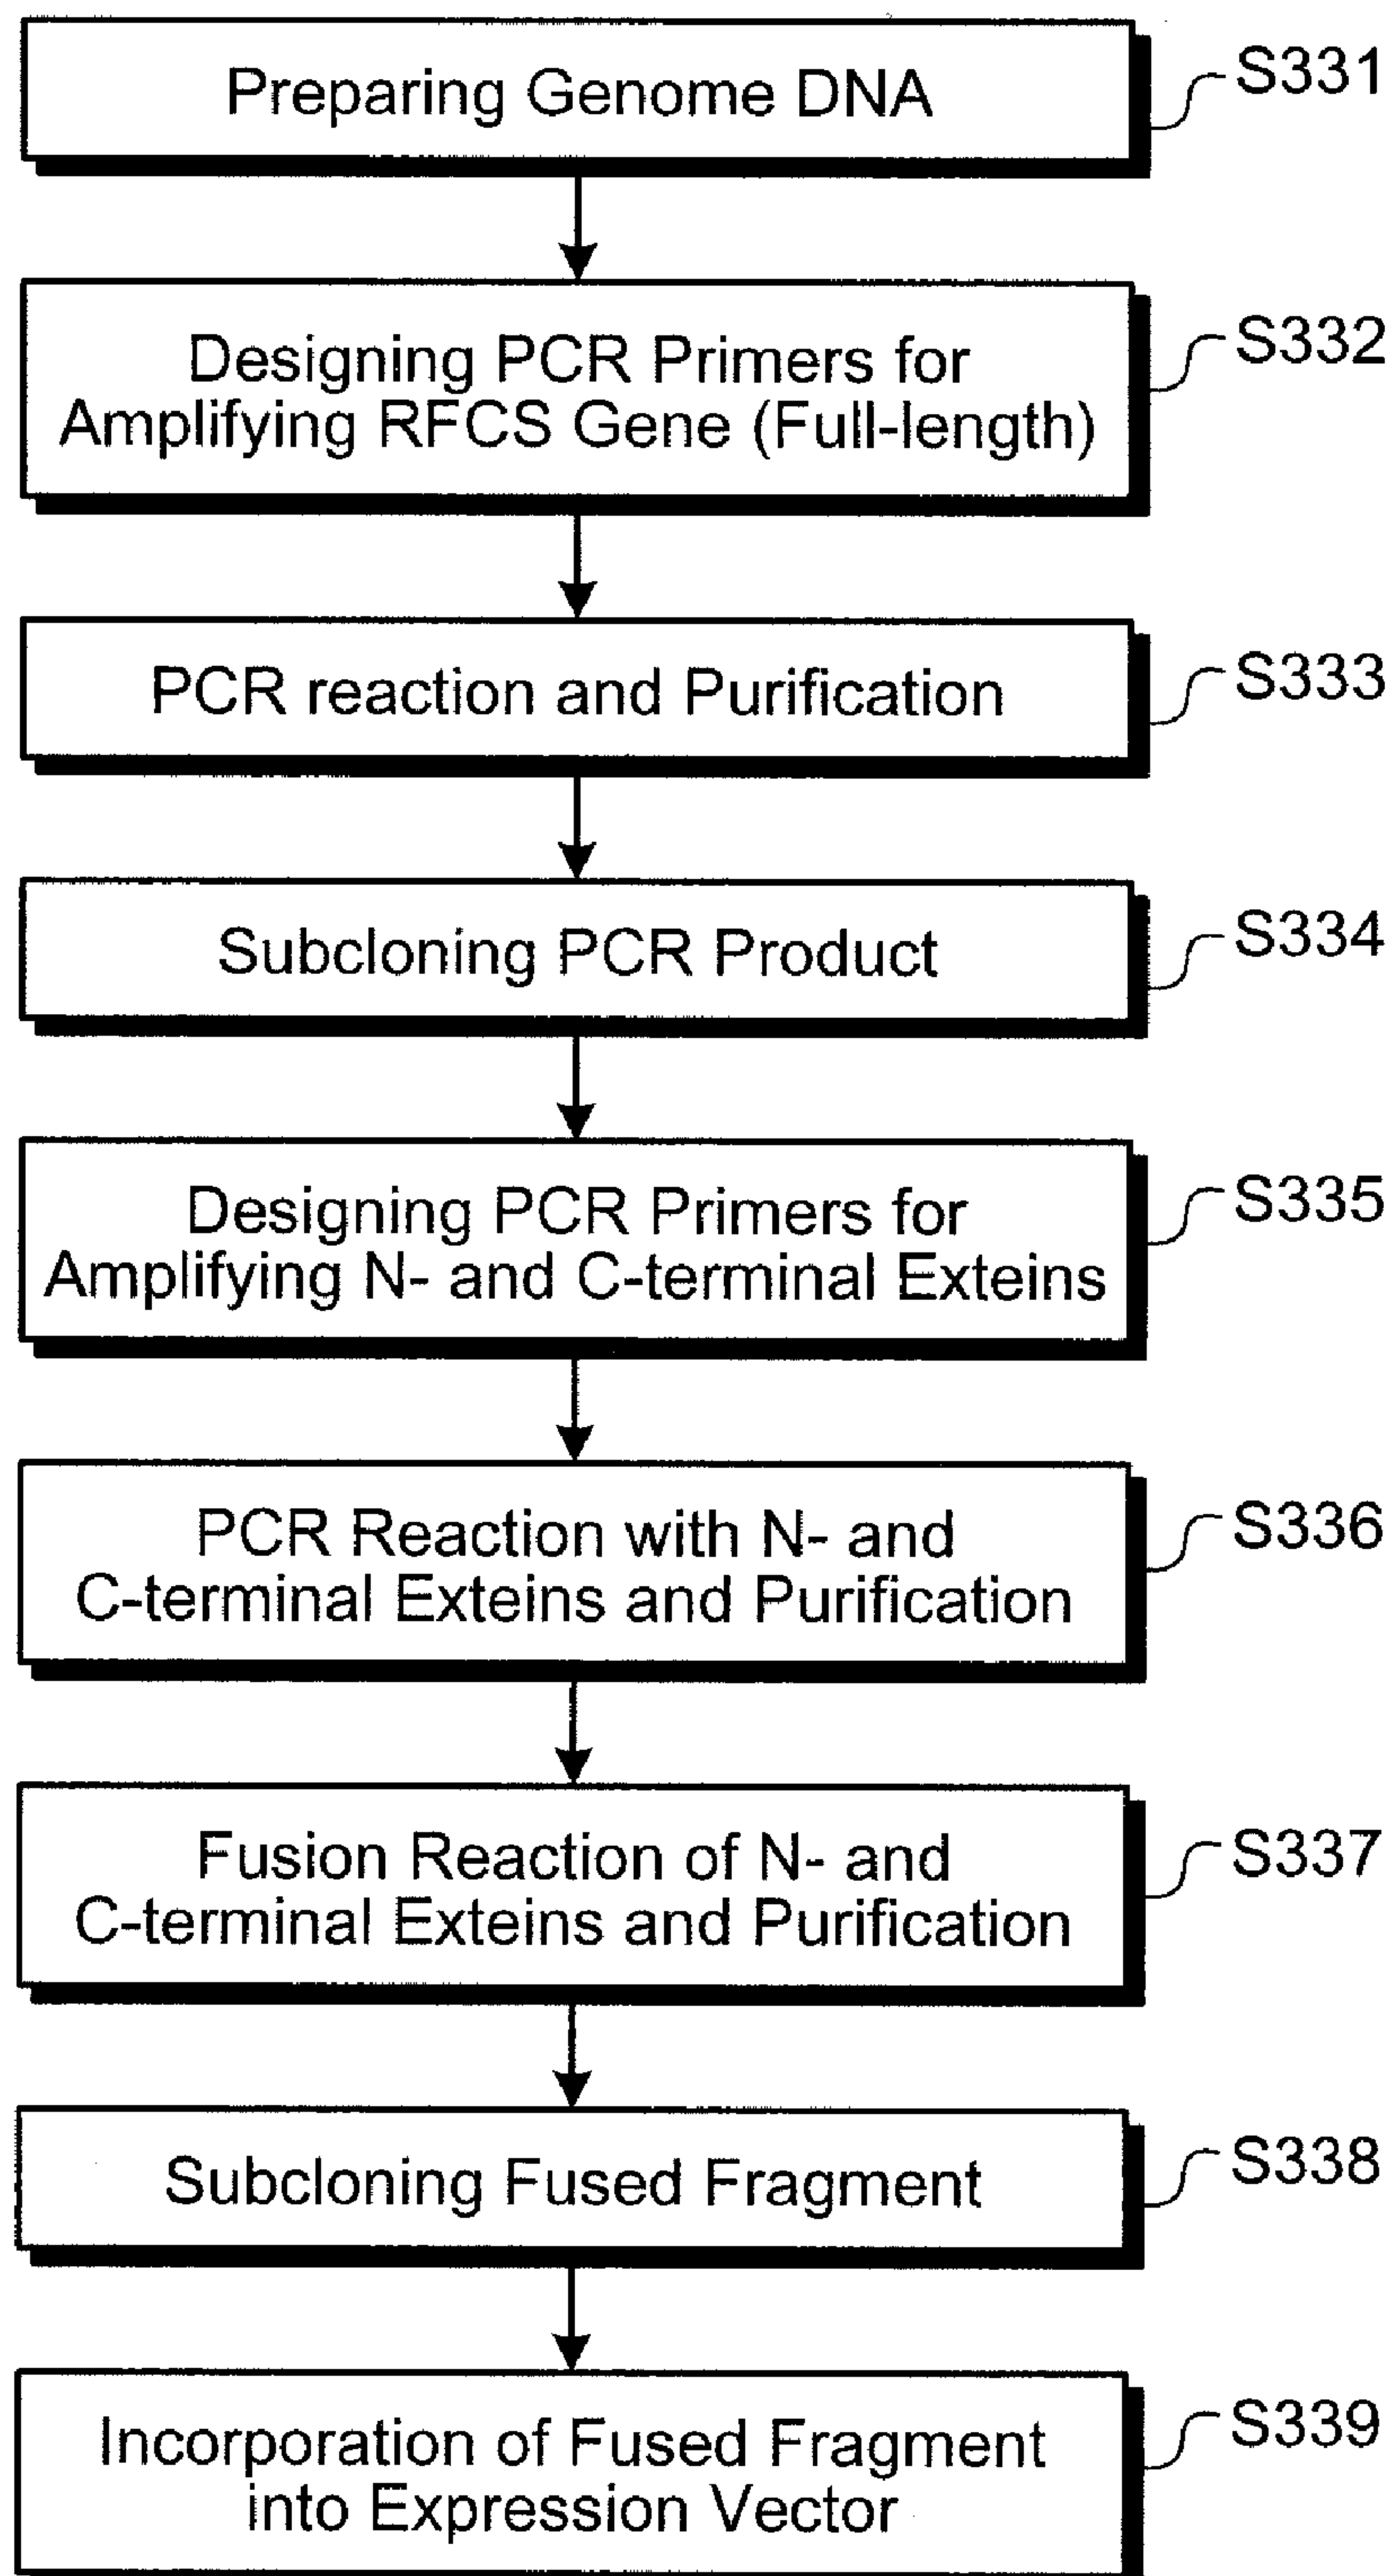 Preparing Genome DNA
S331
Designing PCR Primers for
Amplifying RFCS Gene (Full-length)
S332
PCR reaction and Purification
S333
Subcloning PCR Product
S334
Designing PCR Primers for
Amplifying N- and C-terminal Exteins
S335
PCR Reaction with N- and
C-terminal Exteins and Purification
S336
Fusion Reaction of N- and
C-terminal Exteins and Purification
S337
Subcloning Fused Fragment
S338
Incorporation of Fused Fragment
into Expression Vector
S339